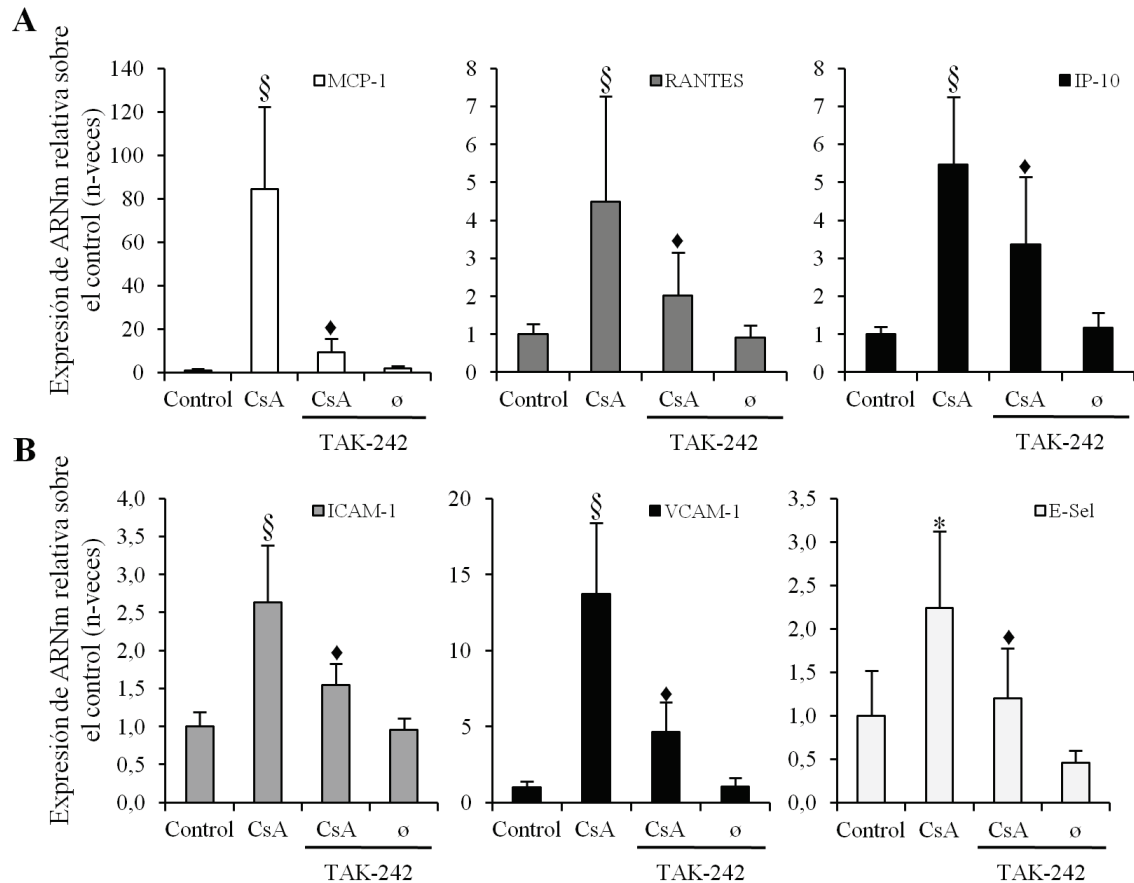 A
Expresión de ARNm relativa sobre
el control (n-veces)
140
120
100
80
60
40
20
0
§
♦
MCP-1
Control CsA CsA ø
TAK-242
8
7
6
5
4
3
2
1
0
§
♦
RANTES
Control CsA CsA ø
TAK-242
8
7
6
5
4
3
2
1
0
§
♦
IP-10
Control CsA CsA ø
TAK-242
B
Expresión de ARNm relativa sobre
el control (n-veces)
4,0
3,5
3,0
2,5
2,0
1,5
1,0
0,5
0,0
§
♦
ICAM-1
Control CsA CsA ø
TAK-242
20
15
10
5
0
§
♦
VCAM-1
Control CsA CsA ø
TAK-242
3,5
3,0
2,5
2,0
1,5
1,0
0,5
0,0
*
♦
E-Sel
Control CsA CsA ø
TAK-242